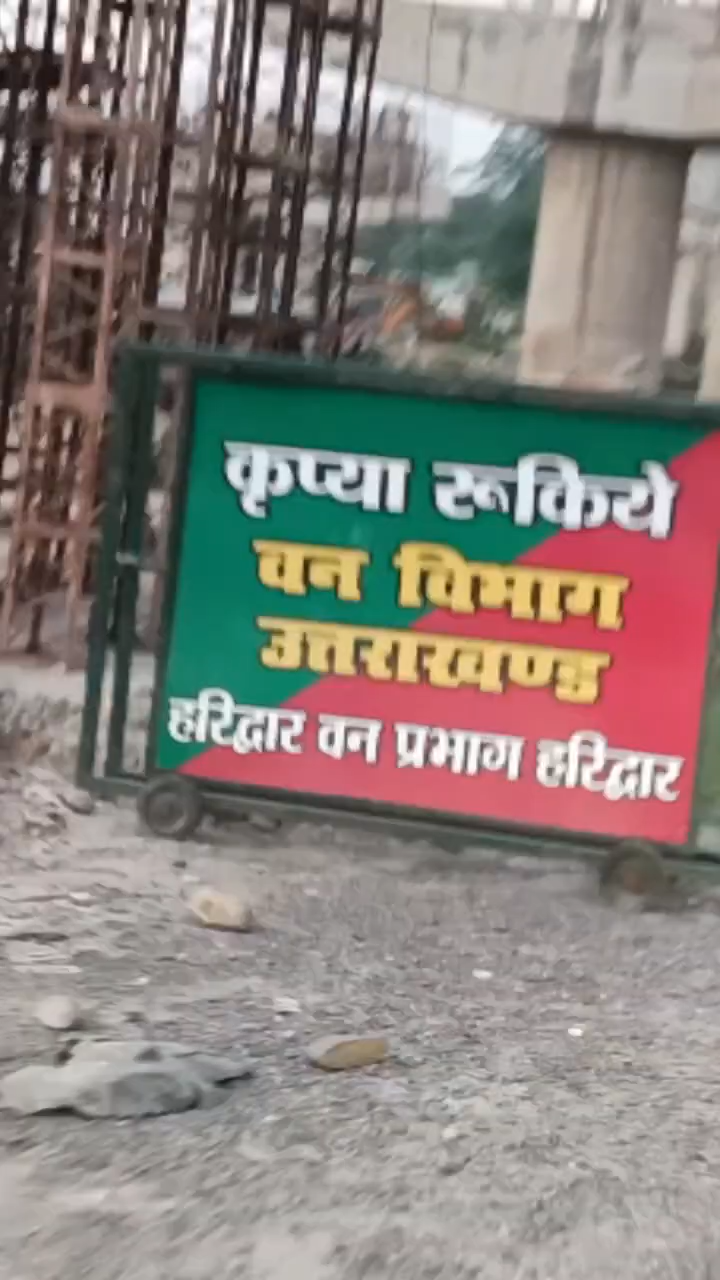 कृप्या रूकिये
वन विभाग
उत्तराखण्ड
हरिद्वार वन प्रभाग हरिद्वार